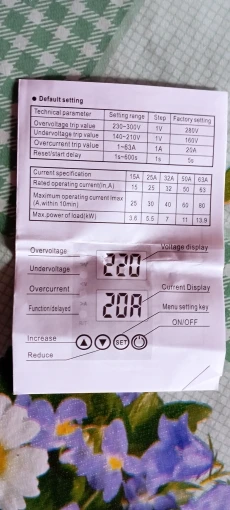 ● Default setting
Technical parameter Setting range Step Factory setting
Overvoltage trip value 230~300V 1V 280V
Undervoltage trip value 140~210V 1V 160V
Overcurrent trip value 1~63A 1A 20A
Reset/start delay 1s~600s 1s 5s
Current specification 15A 25A 32A 50A 63A
Rated operating current(In,A) 15 25 32 50 63
Maximum operating current Imax (A,within 10min) 25 30 40 60 80
Max.power of load(kW) 3.6 5.5 7 11 13.9
Overvoltage
Voltage display
Undervoltage
220
Overcurrent
Current Display
20A
Function/delayed
Menu setting key
ON/OFF
Increase
SET
Reduce